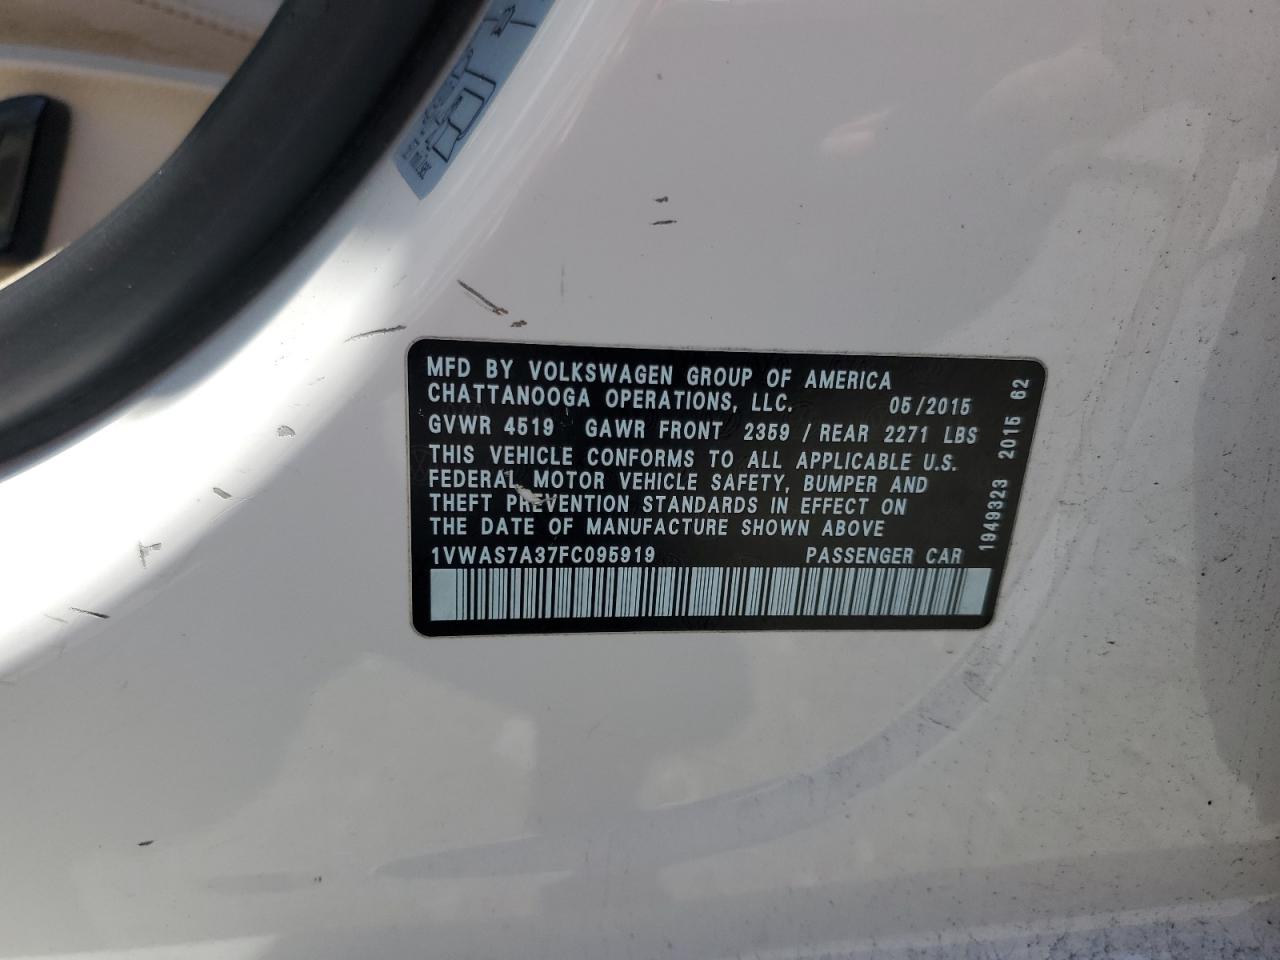 MFD BY VOLKSWAGEN GROUP OF AMERICA
CHATTANOOGA OPERATIONS, LLC. 05/2015
GVWR 4519 GAWR FRONT 2359 / REAR 2271 LBS
THIS VEHICLE CONFORMS TO ALL APPLICABLE U.S.
FEDERAL MOTOR VEHICLE SAFETY, BUMPER AND
THEFT PREVENTION STANDARDS IN EFFECT ON
THE DATE OF MANUFACTURE SHOWN ABOVE
1VWAS7A37FC095919 PASSENGER CAR
1949323 2015 62